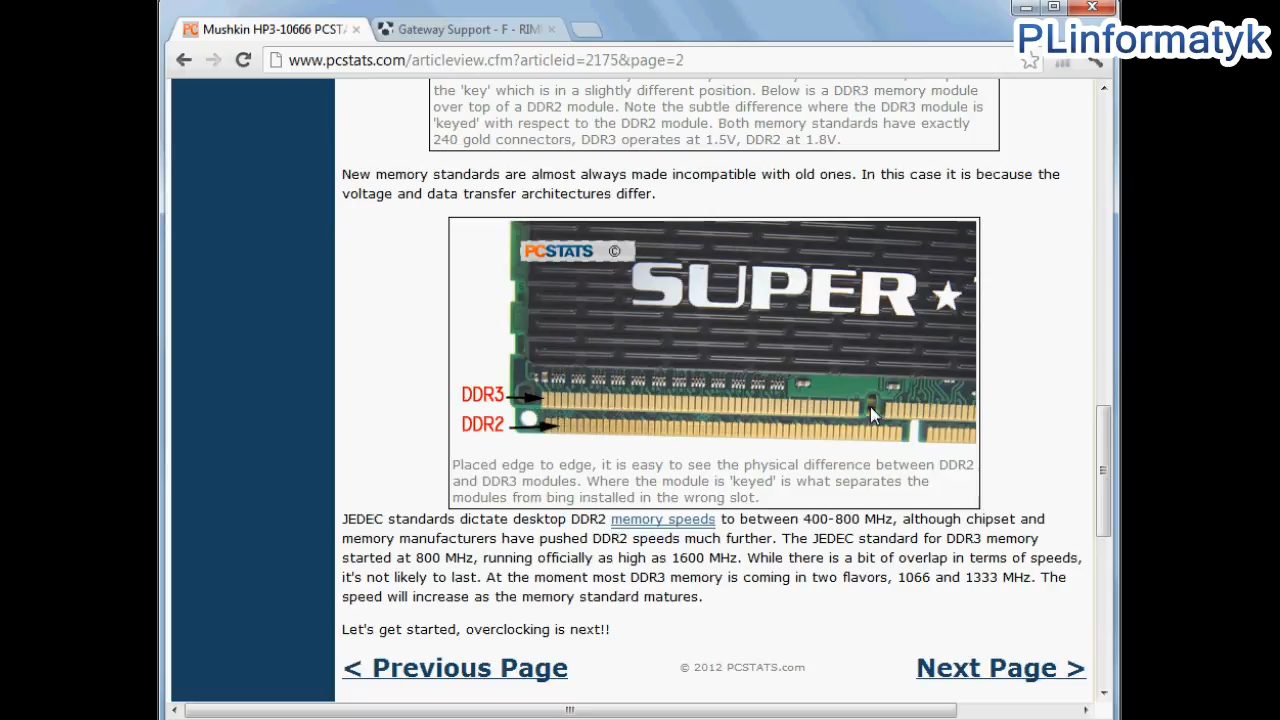 Mushkin HP3-10666 PCST
Gateway Support - F - RIM
PLinformatyk
www.pcstats.com/articleview.cfm?articleid=2175&page=2
the 'key' which is in a slightly different position. Below is a DDR3 memory module
over top of a DDR2 module. Note the subtle difference where the DDR3 module is
'keyed' with respect to the DDR2 module. Both memory standards have exactly
240 gold connectors, DDR3 operates at 1.5V, DDR2 at 1.8V.
New memory standards are almost always made incompatible with old ones. In this case it is because the
voltage and data transfer architectures differ.
PCSTATS ©
SUPER★
DDR3
DDR2
Placed edge to edge, it is easy to see the physical difference between DDR2
and DDR3 modules. Where the module is 'keyed' is what separates the
modules from bing installed in the wrong slot.
JEDEC standards dictate desktop DDR2 memory speeds to between 400-800 MHz, although chipset and
memory manufacturers have pushed DDR2 speeds much further. The JEDEC standard for DDR3 memory
started at 800 MHz, running officially as high as 1600 MHz. While there is a bit of overlap in terms of speeds,
it's not likely to last. At the moment most DDR3 memory is coming in two flavors, 1066 and 1333 MHz. The
speed will increase as the memory standard matures.
Let's get started, overclocking is next!!
< Previous Page
© 2012 PCSTATS.com
Next Page >